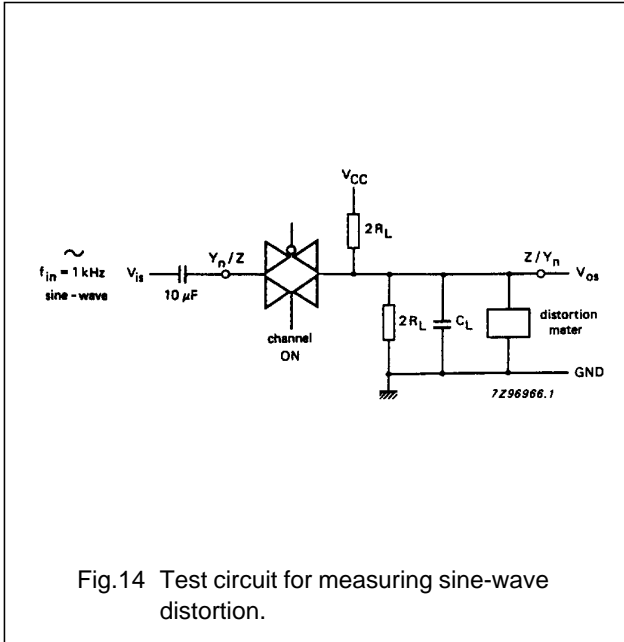 V_CC
2R_L
∼
f_in = 1 kHz
sine-wave
V_is
10 µF
Y_n/Z
channel
ON
2R_L
C_L
Z/Y_n
V_os
distortion
meter
GND
7Z96966.1
Fig.14 Test circuit for measuring sine-wave
distortion.